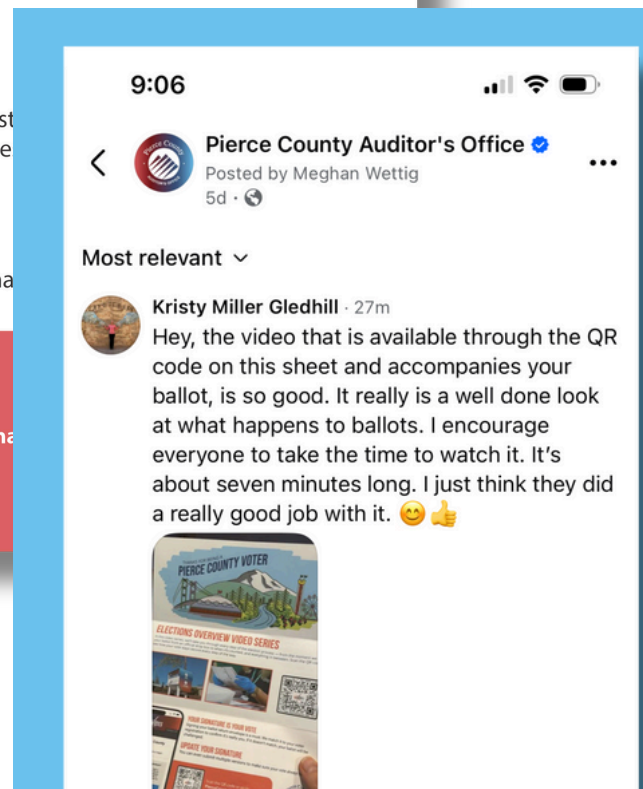 st
e
na
na
9:06
Pierce County Auditor's Office
Posted by Meghan Wettig
5d ·
Most relevant
Kristy Miller Gledhill · 27m
Hey, the video that is available through the QR
code on this sheet and accompanies your
ballot, is so good. It really is a well done look
at what happens to ballots. I encourage
everyone to take the time to watch it. It's
about seven minutes long. I just think they did
a really good job with it. 😊👍
PIERCE COUNTY VOTER
ELECTIONS OVERVIEW VIDEO SERIES
YOUR SIGNATURE IS YOUR VOTE
UPDATE YOUR SIGNATURE